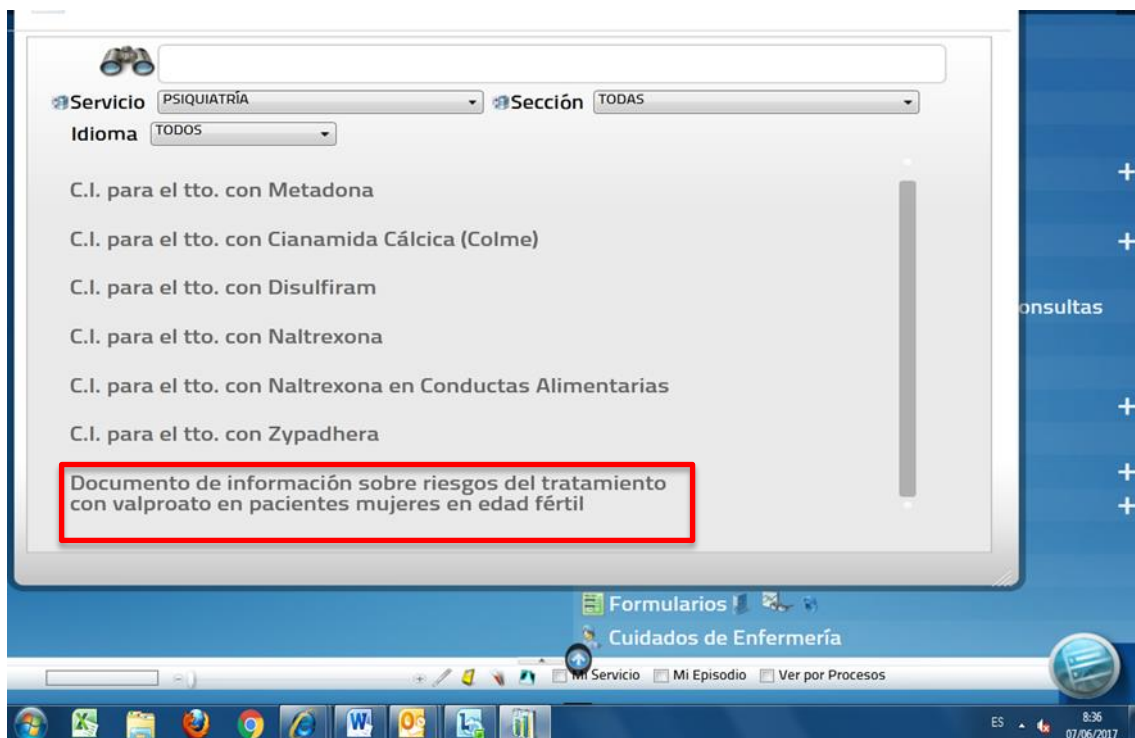 Servicio PSIQUIATRÍA Sección TODAS
Idioma TODOS
C.I. para el tto. con Metadona
C.I. para el tto. con Cianamida Cálcica (Colme)
C.I. para el tto. con Disulfiram
C.I. para el tto. con Naltrexona
C.I. para el tto. con Naltrexona en Conductas Alimentarias
C.I. para el tto. con Zypadhera
Documento de información sobre riesgos del tratamiento
con valproato en pacientes mujeres en edad fértil
onsultas
Formularios
Cuidados de Enfermería
Mi Servicio Mi Episodio Ver por Procesos
ES 8:36
07/06/2017